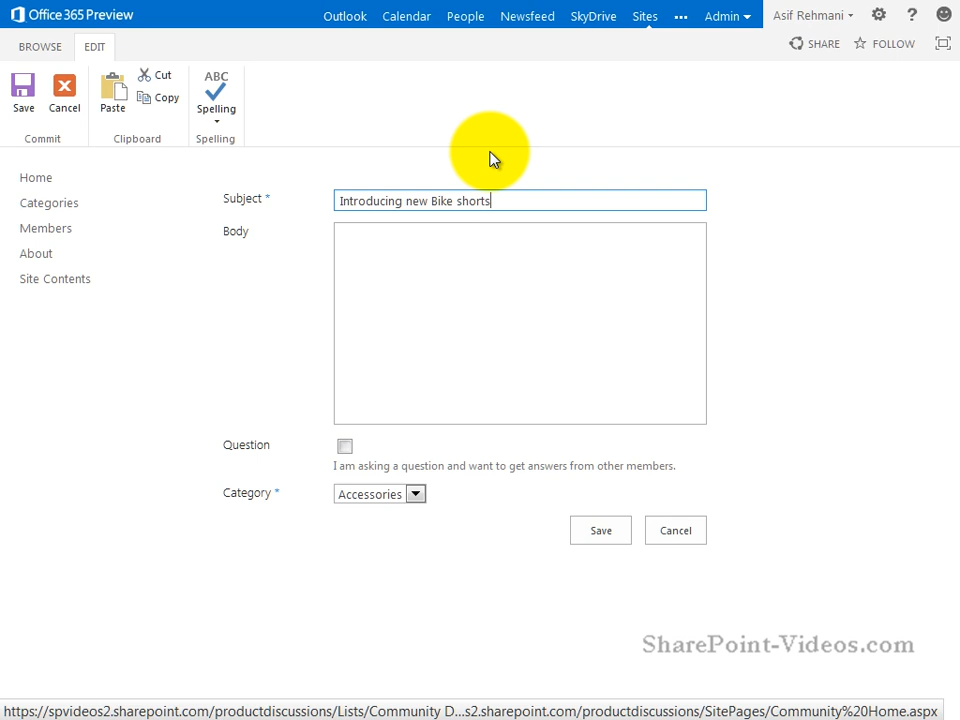 Office 365 Preview
Outlook Calendar People Newsfeed SkyDrive Sites ••• Admin Asif Rehmani ?
BROWSE EDIT SHARE FOLLOW
Save Cancel Paste Cut Copy ABC Spelling
Commit Clipboard Spelling
Home
Categories
Members
About
Site Contents
Subject * Introducing new Bike shorts
Body
Question
I am asking a question and want to get answers from other members.
Category * Accessories
Save Cancel
SharePoint-Videos.com
https://spvideos2.sharepoint.com/productdiscussions/Lists/Community D...s2.sharepoint.com/productdiscussions/SitePages/Community%20Home.aspx